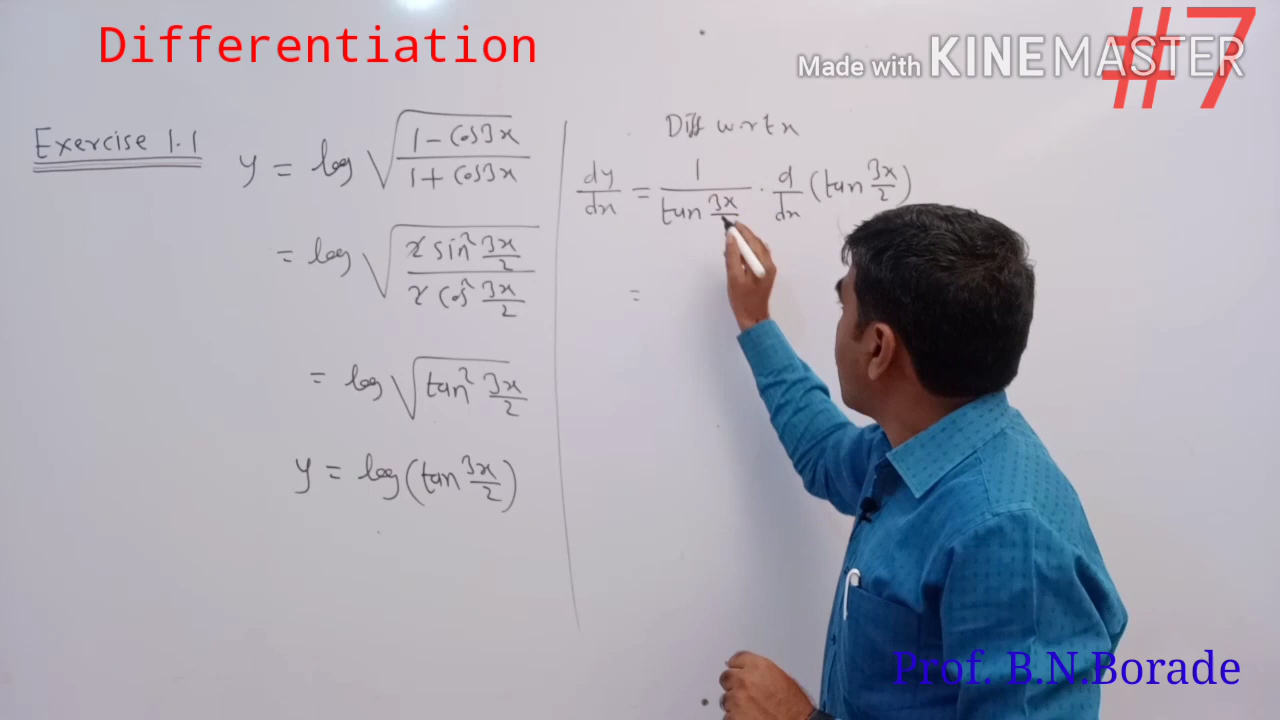 Differentiation
#7
Made with KINEMASTER
Exercise 1.1
y = log √((1 - cos3x)/(1 + cos3x))
= log √((2 sin² 3x/2)/(2 cos² 3x/2))
= log √(tan² 3x/2)
y = log(tan 3x/2)
Diff w.r.t x
dy/dx = 1/(tan 3x/) · d/dx (tan 3x/2)
=
Prof. B.N.Borade